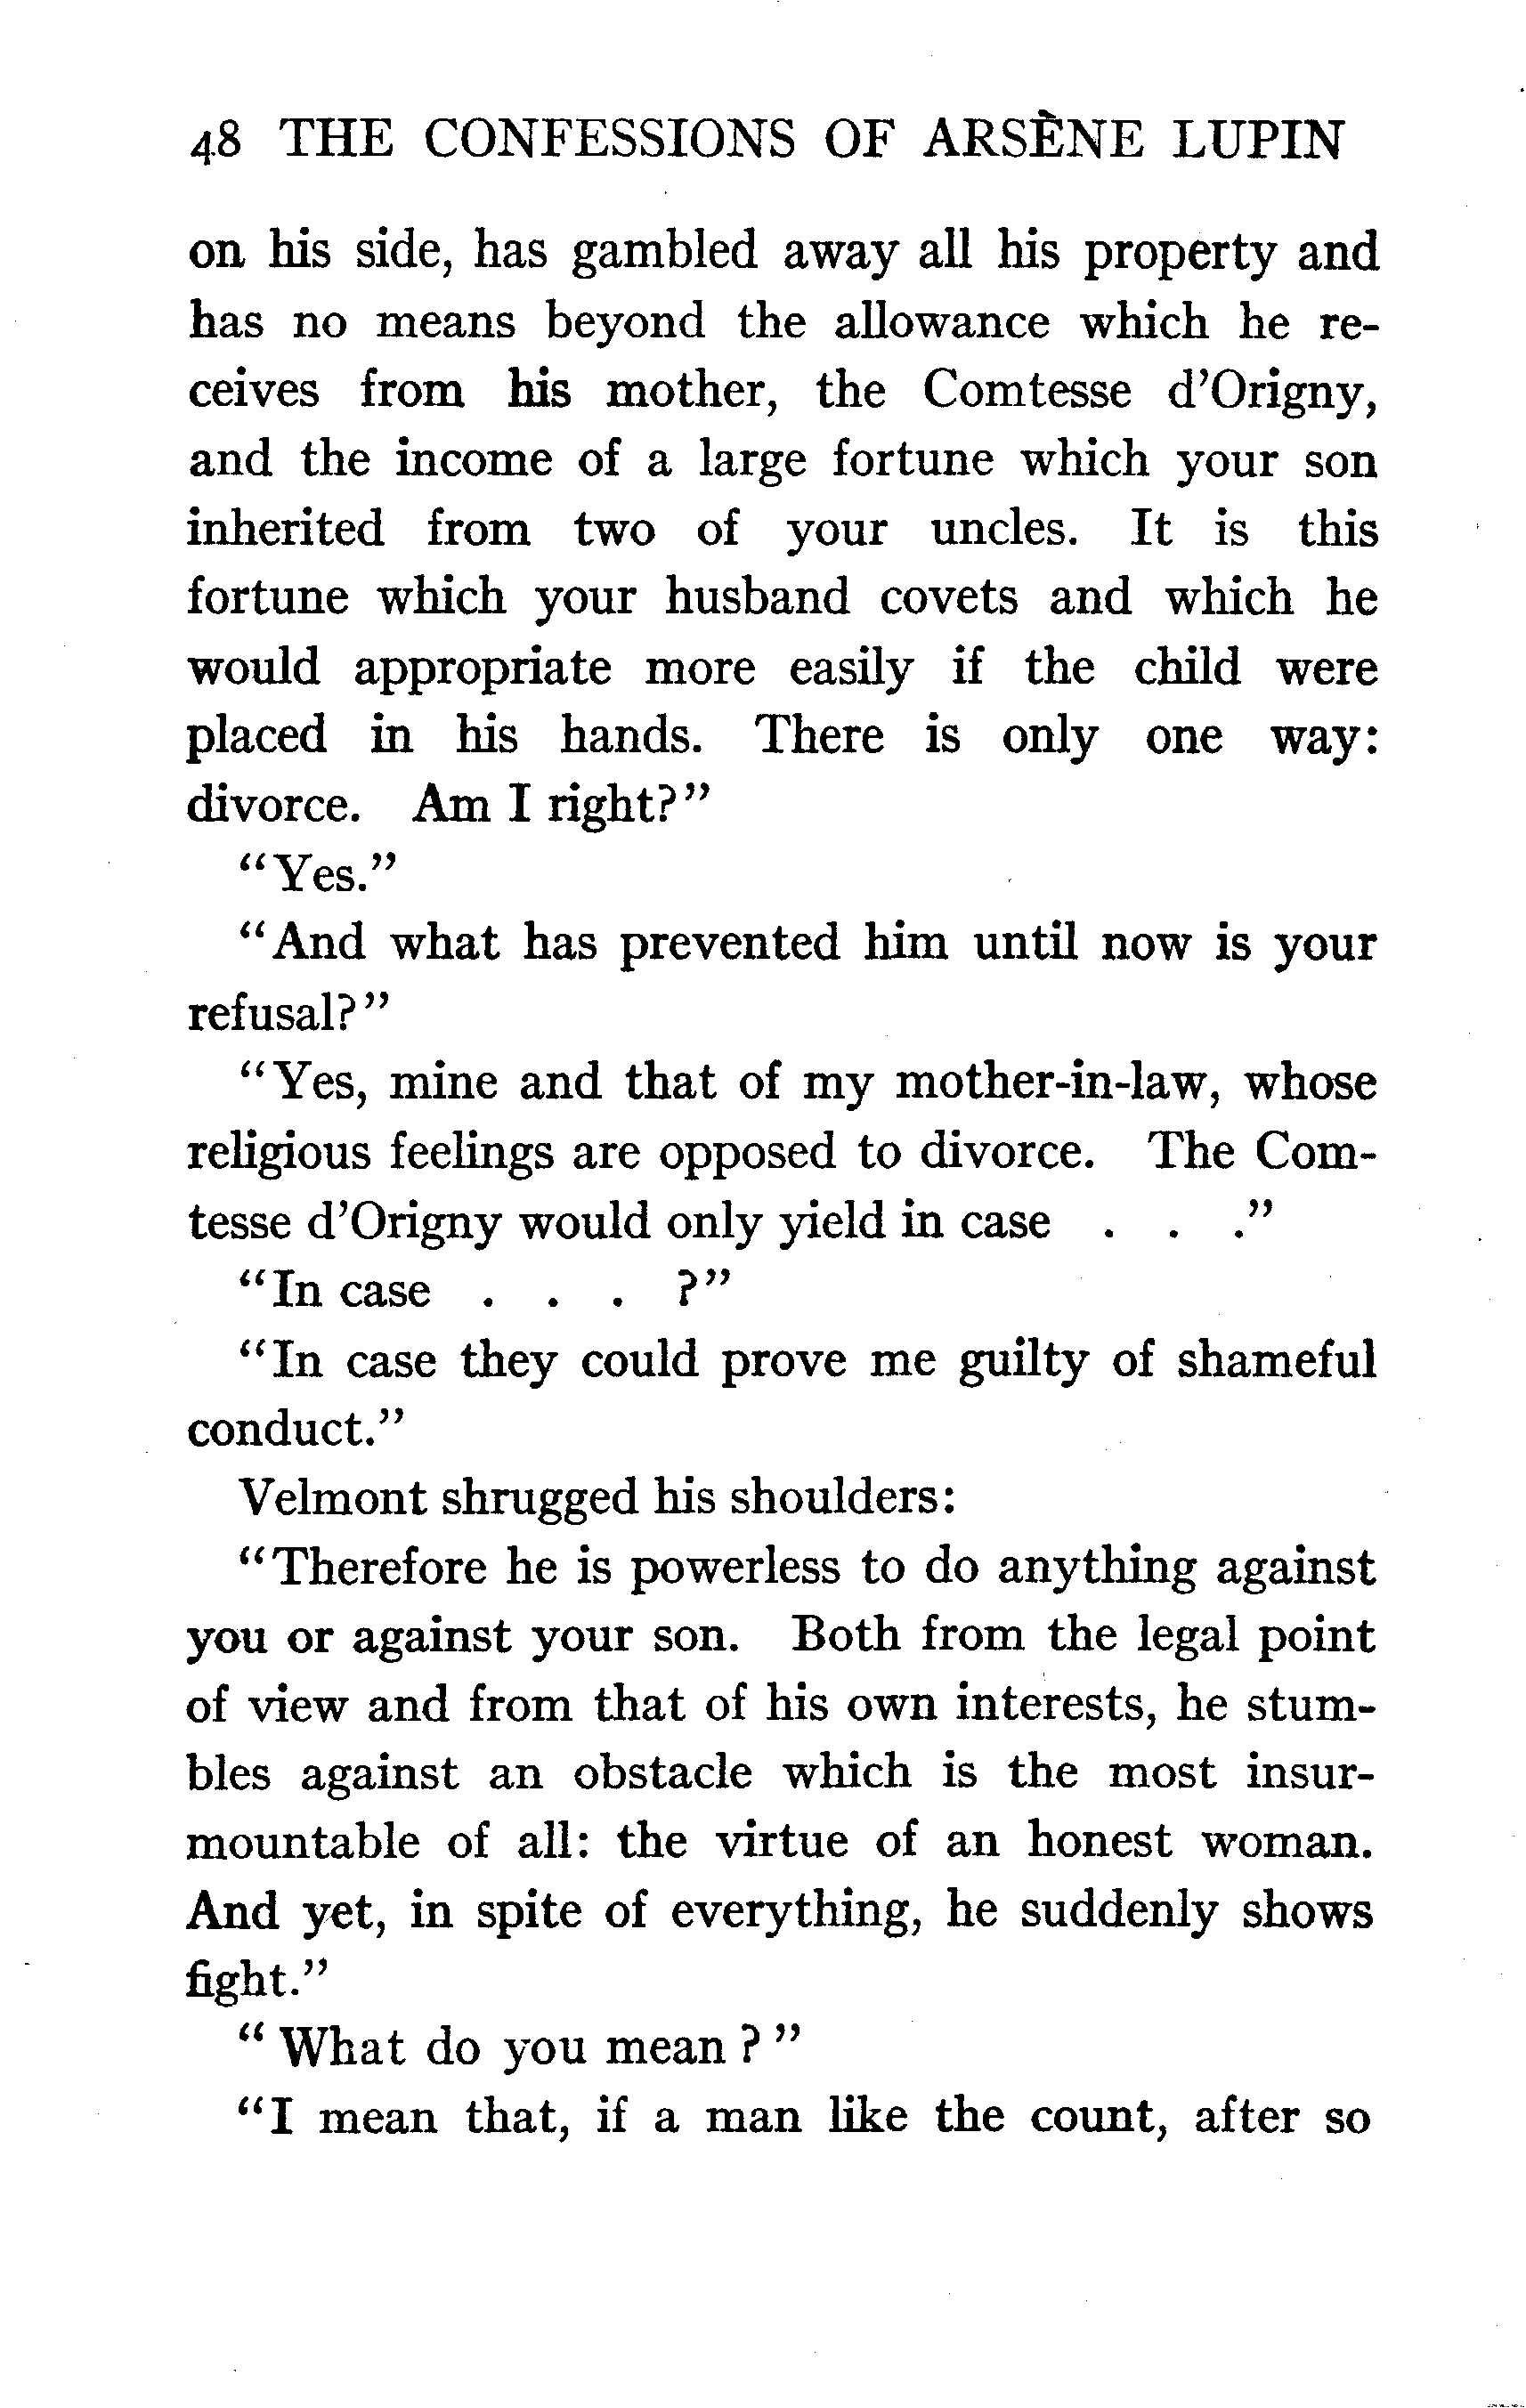 48 THE CONFESSIONS OF ARSÈNE LUPIN
on his side, has gambled away all his property and
has no means beyond the allowance which he re-
ceives from his mother, the Comtesse d'Origny,
and the income of a large fortune which your son
inherited from two of your uncles. It is this
fortune which your husband covets and which he
would appropriate more easily if the child were
placed in his hands. There is only one way:
divorce. Am I right?"
"Yes."
"And what has prevented him until now is your
refusal?"
"Yes, mine and that of my mother-in-law, whose
religious feelings are opposed to divorce. The Com-
tesse d'Origny would only yield in case . . ."
"In case . . . ?"
"In case they could prove me guilty of shameful
conduct."
Velmont shrugged his shoulders:
"Therefore he is powerless to do anything against
you or against your son. Both from the legal point
of view and from that of his own interests, he stum-
bles against an obstacle which is the most insur-
mountable of all: the virtue of an honest woman.
And yet, in spite of everything, he suddenly shows
fight."
"What do you mean?"
"I mean that, if a man like the count, after so